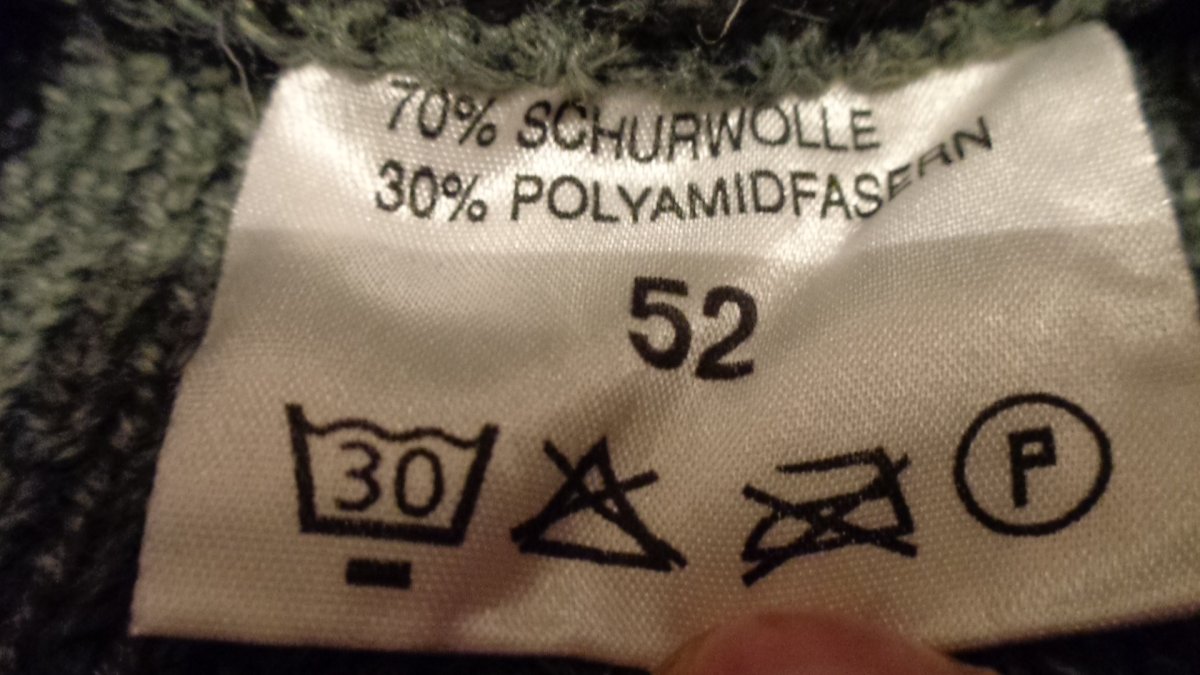 70% SCHURWOLLE
30% POLYAMIDFASERN
52
30 P